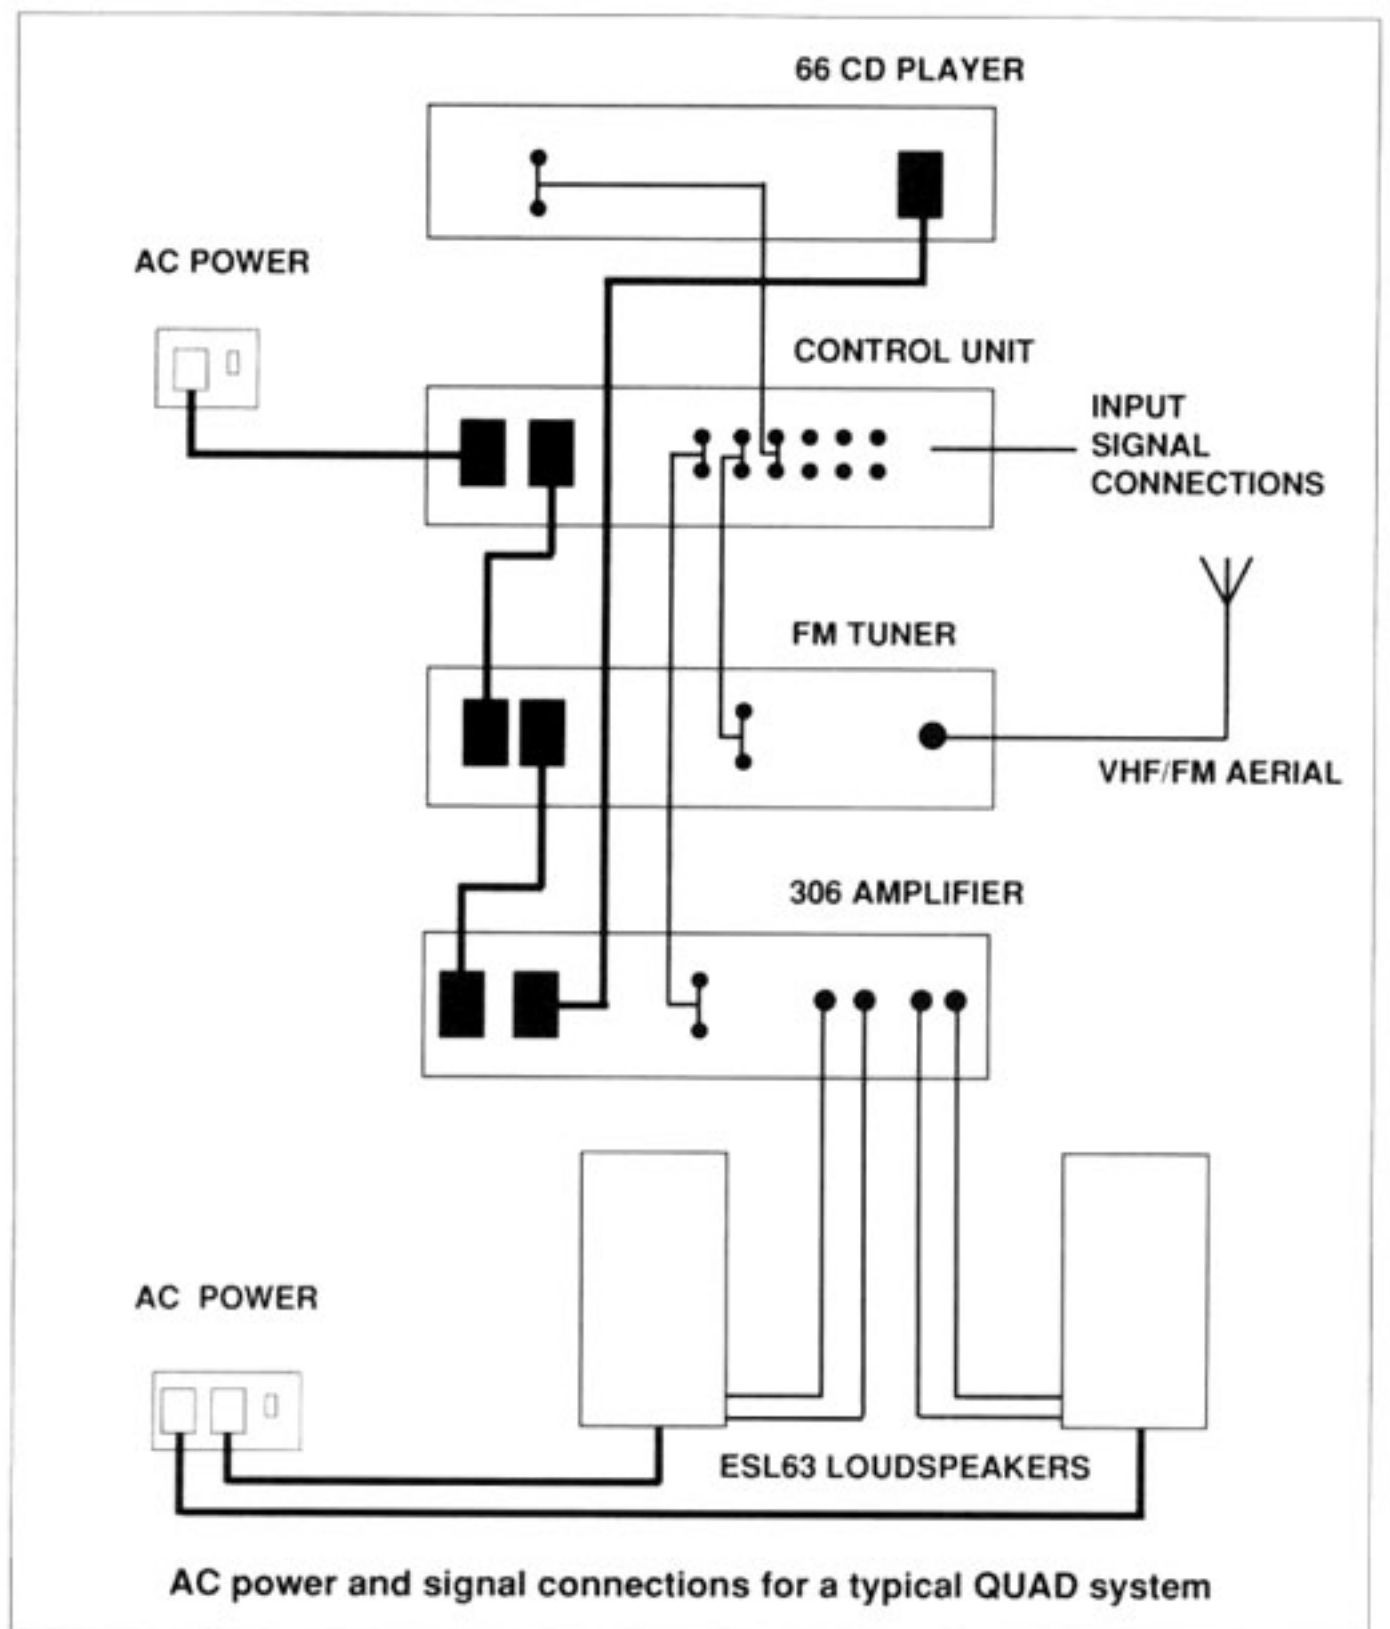 66 CD PLAYER
AC POWER
CONTROL UNIT
INPUT
SIGNAL
CONNECTIONS
FM TUNER
VHF/FM AERIAL
306 AMPLIFIER
AC POWER
ESL63 LOUDSPEAKERS
AC power and signal connections for a typical QUAD system